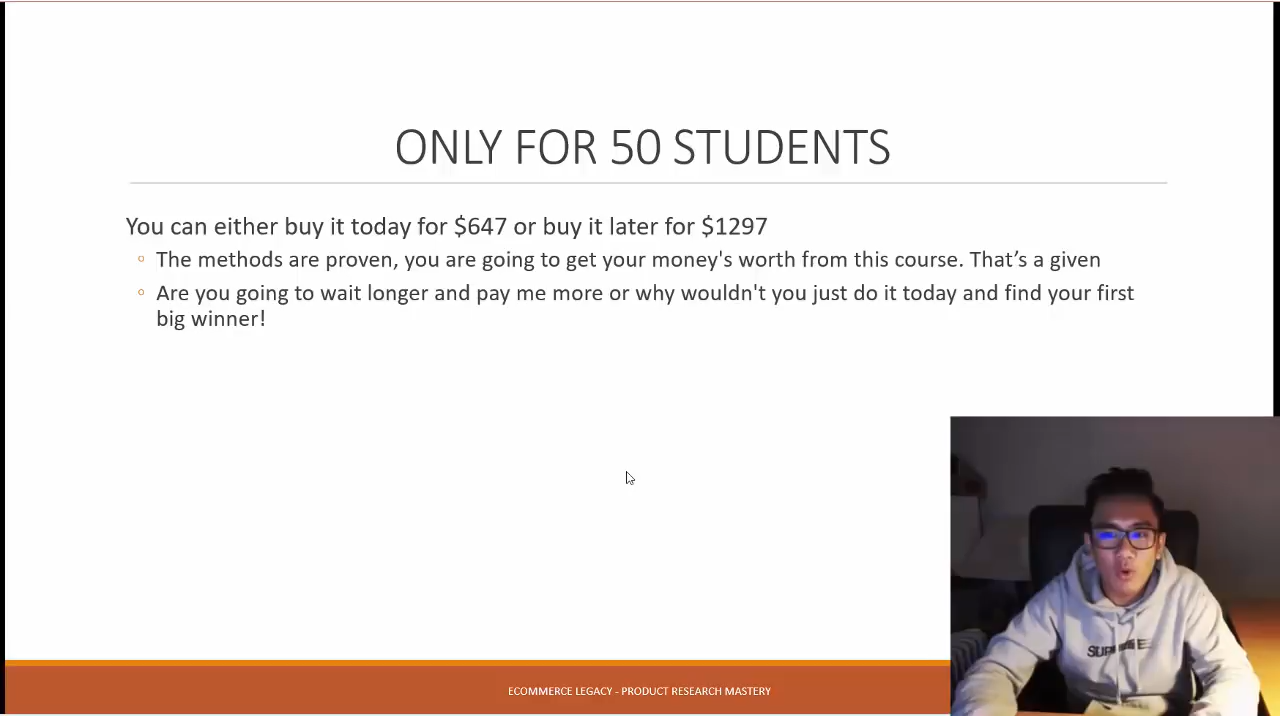 ONLY FOR 50 STUDENTS
You can either buy it today for $647 or buy it later for $1297
The methods are proven, you are going to get your money's worth from this course. That’s a given
Are you going to wait longer and pay me more or why wouldn't you just do it today and find your first
big winner!
ECOMMERCE LEGACY - PRODUCT RESEARCH MASTERY